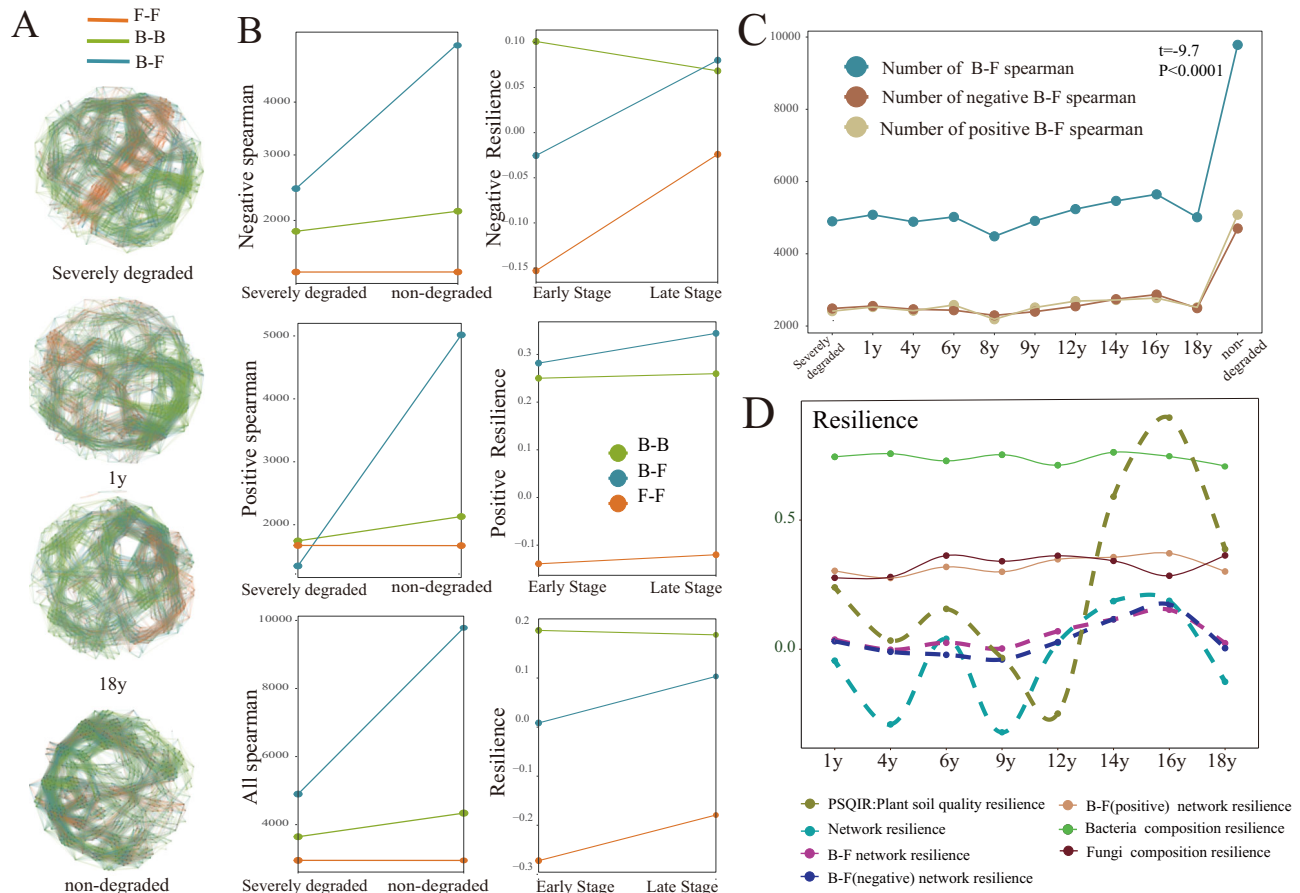 A
F-F
B-B
B-F
Severely degraded
1y
18y
non-degraded
B
Negative spearman
4000
3000
2000
Severely degraded
non-degraded
Negative Resilience
0.10
0.05
0.00
−0.05
−0.10
−0.15
Early Stage
Late Stage
Positive spearman
5000
4000
3000
2000
Severely degraded
non-degraded
Positive Resilience
0.3
0.2
0.1
0.0
−0.1
B-B
B-F
F-F
Early Stage
Late Stage
All spearman
10000
8000
6000
4000
Severely degraded
non-degraded
Resilience
0.2
0.1
0.0
−0.1
−0.2
−0.3
Early Stage
Late Stage
C
10000
8000
6000
4000
2000
t=-9.7
P<0.0001
Number of B-F spearman
Number of negative B-F spearman
Number of positive B-F spearman
Severely
degraded
1y
4y
6y
8y
9y
12y
14y
16y
18y
non-
degraded
D
Resilience
0.5
0.0
1y
4y
6y
9y
12y
14y
16y
18y
PSQIR:Plant soil quality resilience
Network resilience
B-F network resilience
B-F(negative) network resilience
B-F(positive) network resilience
Bacteria composition resilience
Fungi composition resilience